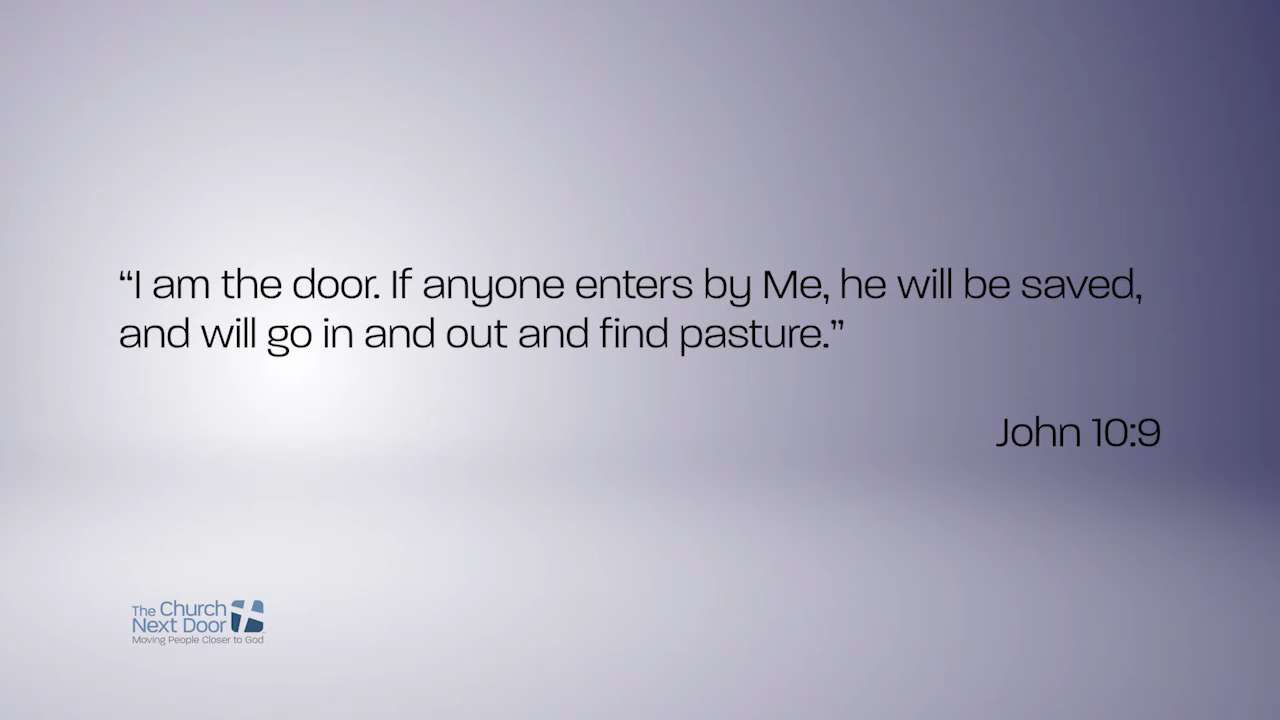 “I am the door. If anyone enters by Me, he will be saved,
and will go in and out and find pasture.”
John 10:9
The Church
Next Door
Moving People Closer to God